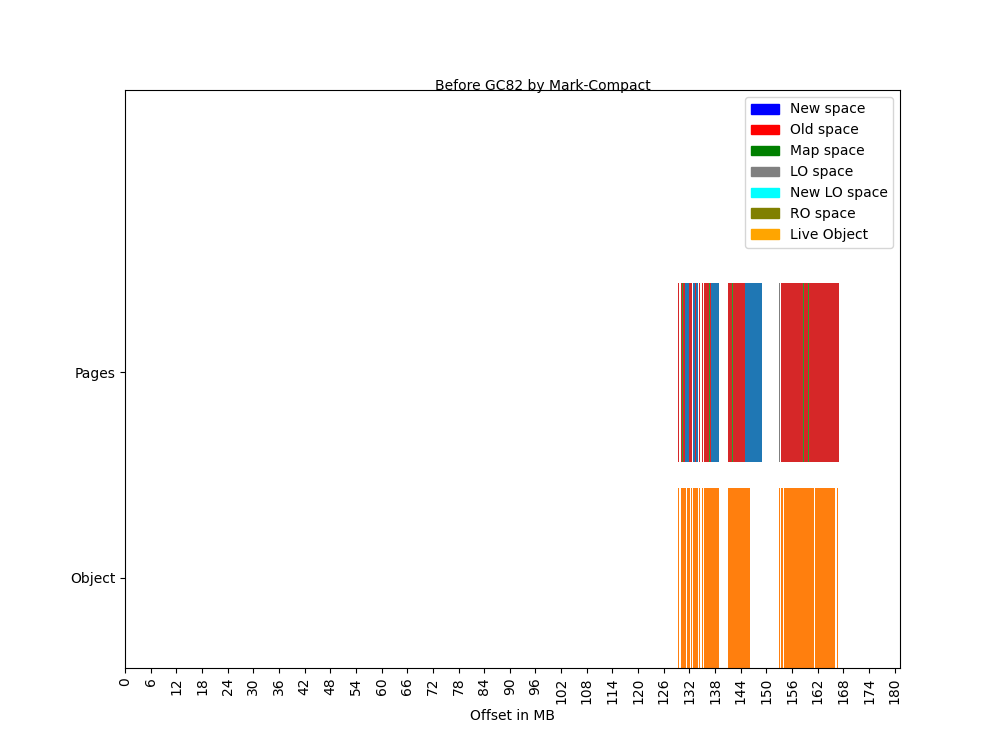 Before GC82 by Mark-Compact
New space
Old space
Map space
LO space
New LO space
RO space
Live Object
Pages
Object
0 6 12 18 24 30 36 42 48 54 60 66 72 78 84 90 96 102 108 114 120 126 132 138 144 150 156 162 168 174 180
Offset in MB